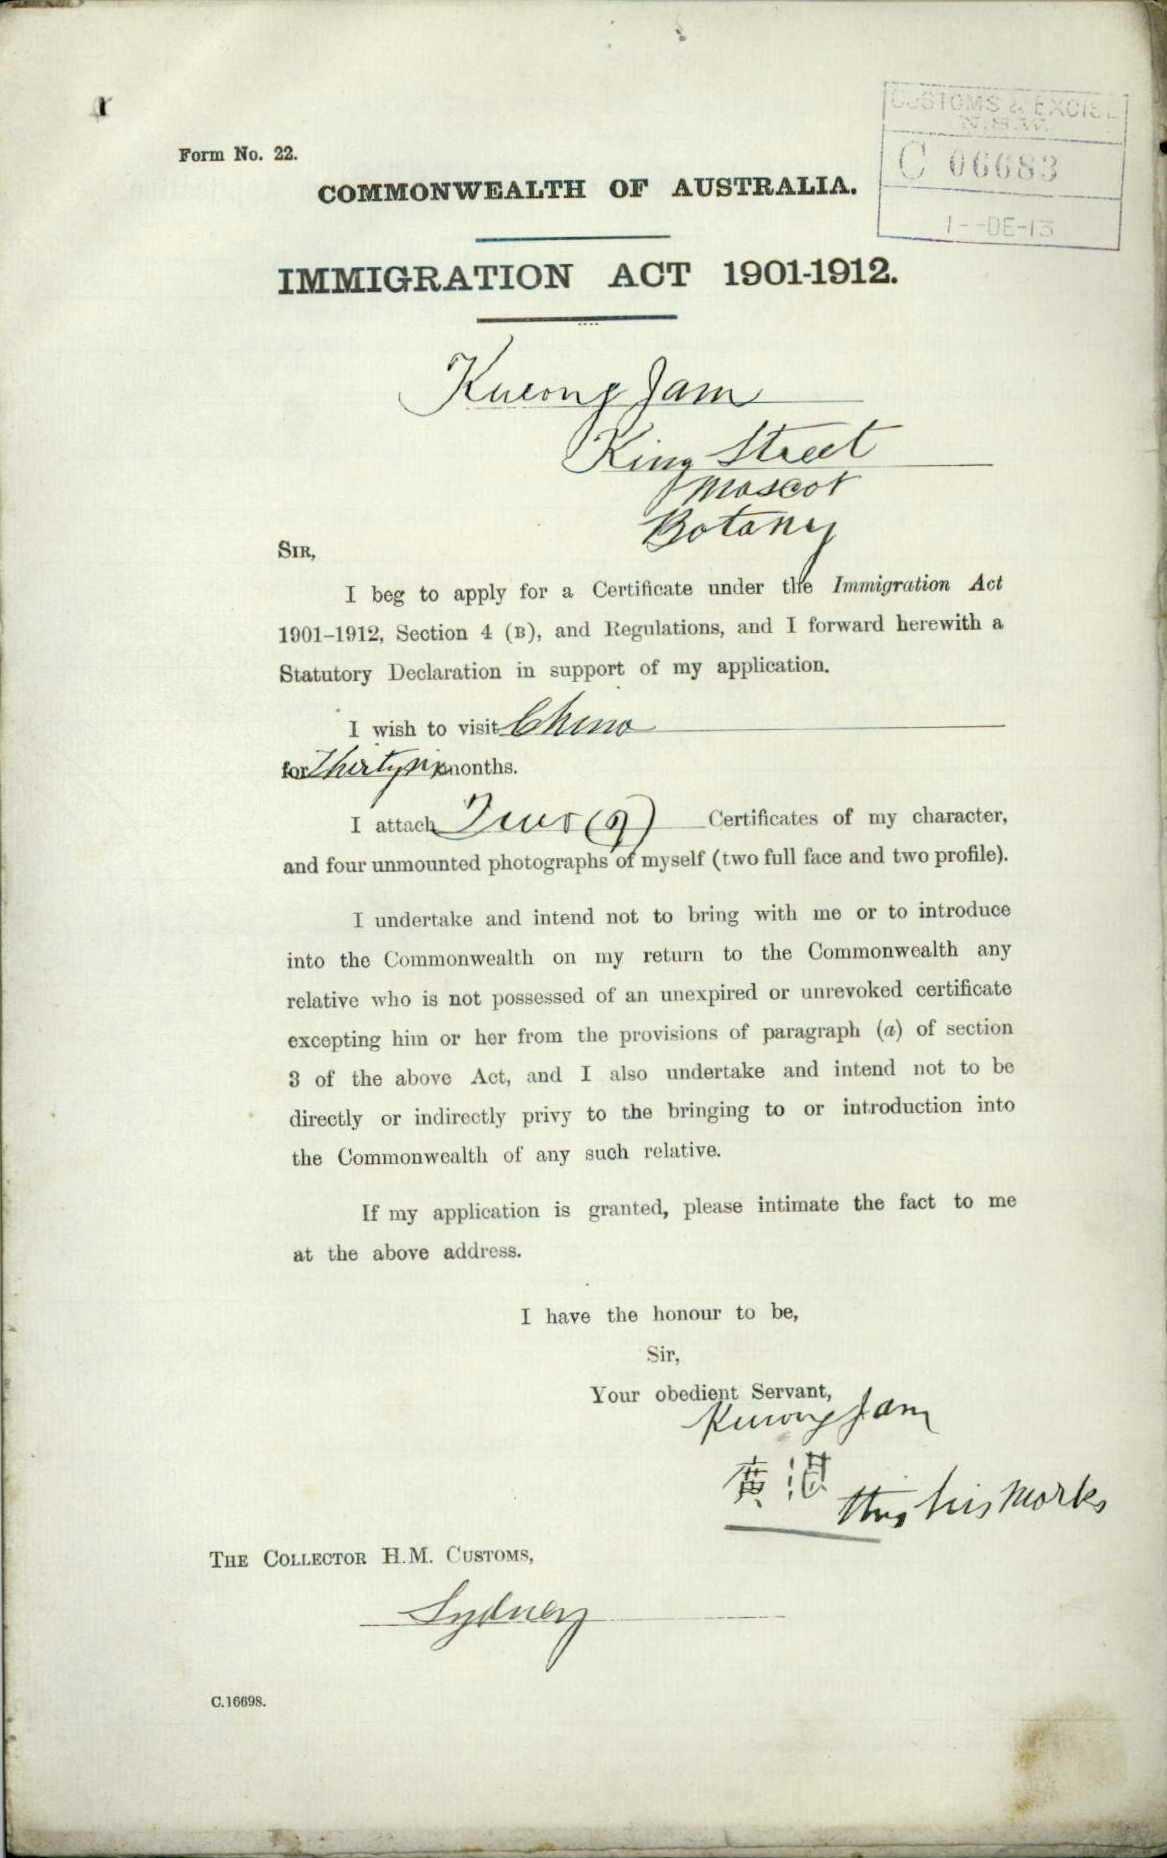 CUSTOMS & EXCISE
N.S.W.
C 06683
1--DE-13
Form No. 22.
COMMONWEALTH OF AUSTRALIA.
IMMIGRATION ACT 1901-1912.
Kwong Jam
King Street
Mascot
Botany
SIR,
I beg to apply for a Certificate under the Immigration Act
1901–1912, Section 4 (B), and Regulations, and I forward herewith a
Statutory Declaration in support of my application.
I wish to visit China
for Thirtysix months.
I attach Two (2) Certificates of my character,
and four unmounted photographs of myself (two full face and two profile).
I undertake and intend not to bring with me or to introduce
into the Commonwealth on my return to the Commonwealth any
relative who is not possessed of an unexpired or unrevoked certificate
excepting him or her from the provisions of paragraph (a) of section
3 of the above Act, and I also undertake and intend not to be
directly or indirectly privy to the bringing to or introduction into
the Commonwealth of any such relative.
If my application is granted, please intimate the fact to me
at the above address.
I have the honour to be,
Sir,
Your obedient Servant,
Kwong Jam
黄 his Marks
THE COLLECTOR H.M. CUSTOMS,
Sydney
C.16698.